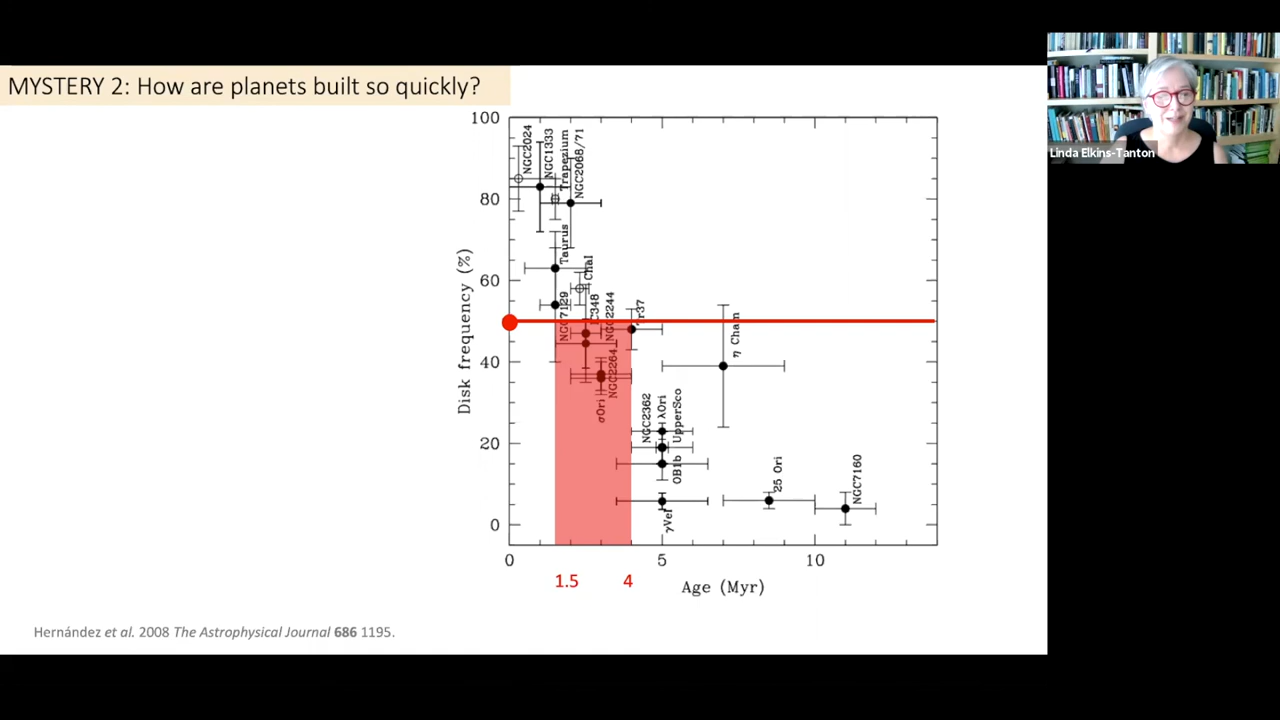 MYSTERY 2: How are planets built so quickly?
Linda Elkins-Tanton
100
80
60
40
20
0
Disk frequency (%)
NGC2024
NGC1333
Trapezium
NGC2068/71
Taurus
ChaI
NGC7129
IC348
NGC2244
NGC2264
σOri
Tr37
η Cham
NGC2362
λOri
UpperSco
OB1b
γVel
25 Ori
NGC7160
0
5
10
1.5
4
Age (Myr)
Hernández et al. 2008 The Astrophysical Journal 686 1195.